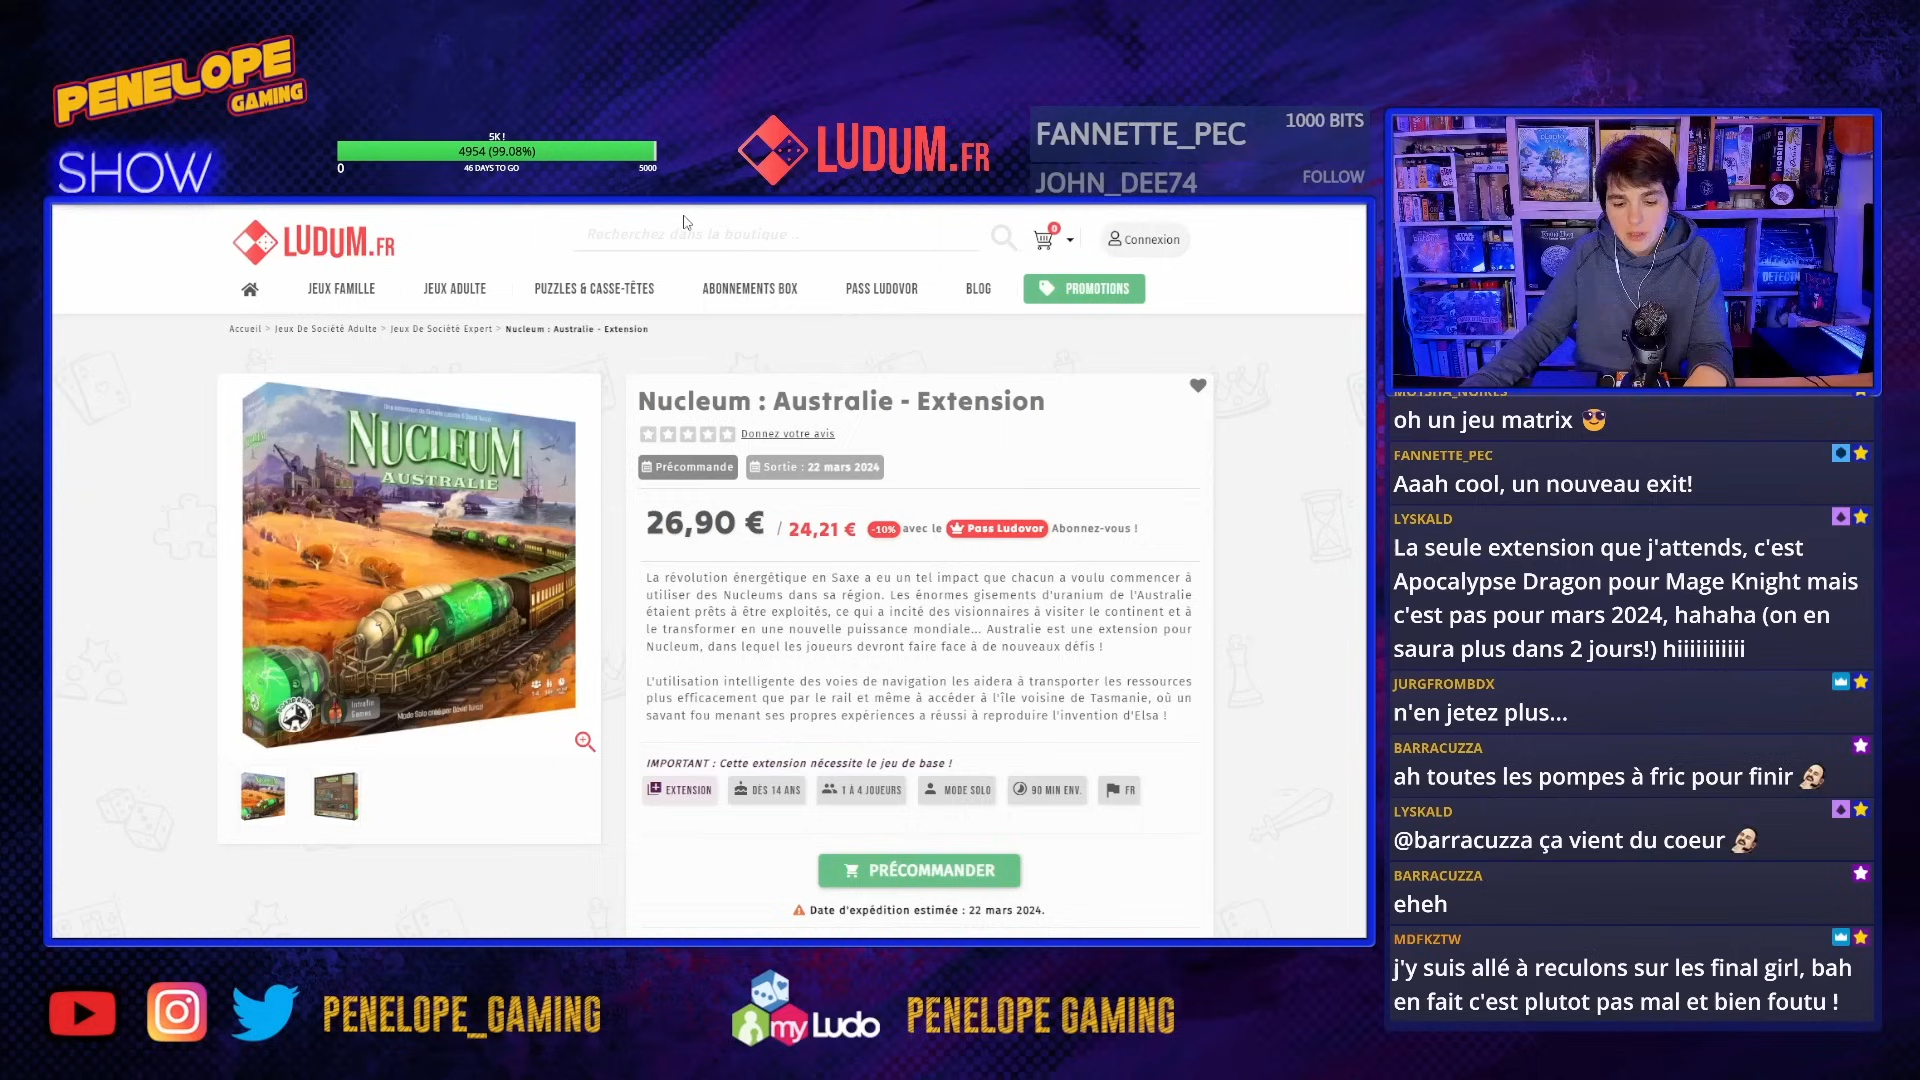 PENELOPE
GAMING
SHOW
5K !
4954 (99.08%)
0
46 DAYS TO GO
5000
LUDUM.FR
FANNETTE_PEC
1000 BITS
JOHN_DEE74
FOLLOW
LUDUM.FR
Recherchez dans la boutique ..
0
Connexion
JEUX FAMILLE
JEUX ADULTE
PUZZLES & CASSE-TÊTES
ABONNEMENTS BOX
PASS LUDOVOR
BLOG
PROMOTIONS
Accueil > Jeux De Société Adulte > Jeux De Société Expert > Nucleum : Australie - Extension
NUCLEUM
AUSTRALIE
Mode Solo créé par Dávid Turczi
Nucleum : Australie - Extension
Donnez votre avis
Précommande
Sortie : 22 mars 2024
26,90 € / 24,21 € -10% avec le Pass Ludovor Abonnez-vous !
La révolution énergétique en Saxe a eu un tel impact que chacun a voulu commencer à
utiliser des Nucleums dans sa région. Les énormes gisements d'uranium de l'Australie
étaient prêts à être exploités, ce qui a incité des visionnaires à visiter le continent et à
le transformer en une nouvelle puissance mondiale... Australie est une extension pour
Nucleum, dans lequel les joueurs devront faire face à de nouveaux défis !
L'utilisation intelligente des voies de navigation les aidera à transporter les ressources
plus efficacement que par le rail et même à accéder à l'île voisine de Tasmanie, où un
savant fou menant ses propres expériences a réussi à reproduire l'invention d'Elsa !
IMPORTANT : Cette extension nécessite le jeu de base !
EXTENSION
DÈS 14 ANS
1 À 4 JOUEURS
MODE SOLO
90 MIN ENV.
FR
PRÉCOMMANDER
Date d'expédition estimée : 22 mars 2024.
oh un jeu matrix
FANNETTE_PEC
Aaah cool, un nouveau exit!
LYSKALD
La seule extension que j'attends, c'est
Apocalypse Dragon pour Mage Knight mais
c'est pas pour mars 2024, hahaha (on en
saura plus dans 2 jours!) hiiiiiiiiiii
JURGFROMBDX
n'en jetez plus...
BARRACUZZA
ah toutes les pompes à fric pour finir
LYSKALD
@barracuzza ça vient du coeur
BARRACUZZA
eheh
MDFKZTW
j'y suis allé à reculons sur les final girl, bah
en fait c'est plutot pas mal et bien foutu !
PENELOPE_GAMING
my Ludo
PENELOPE GAMING